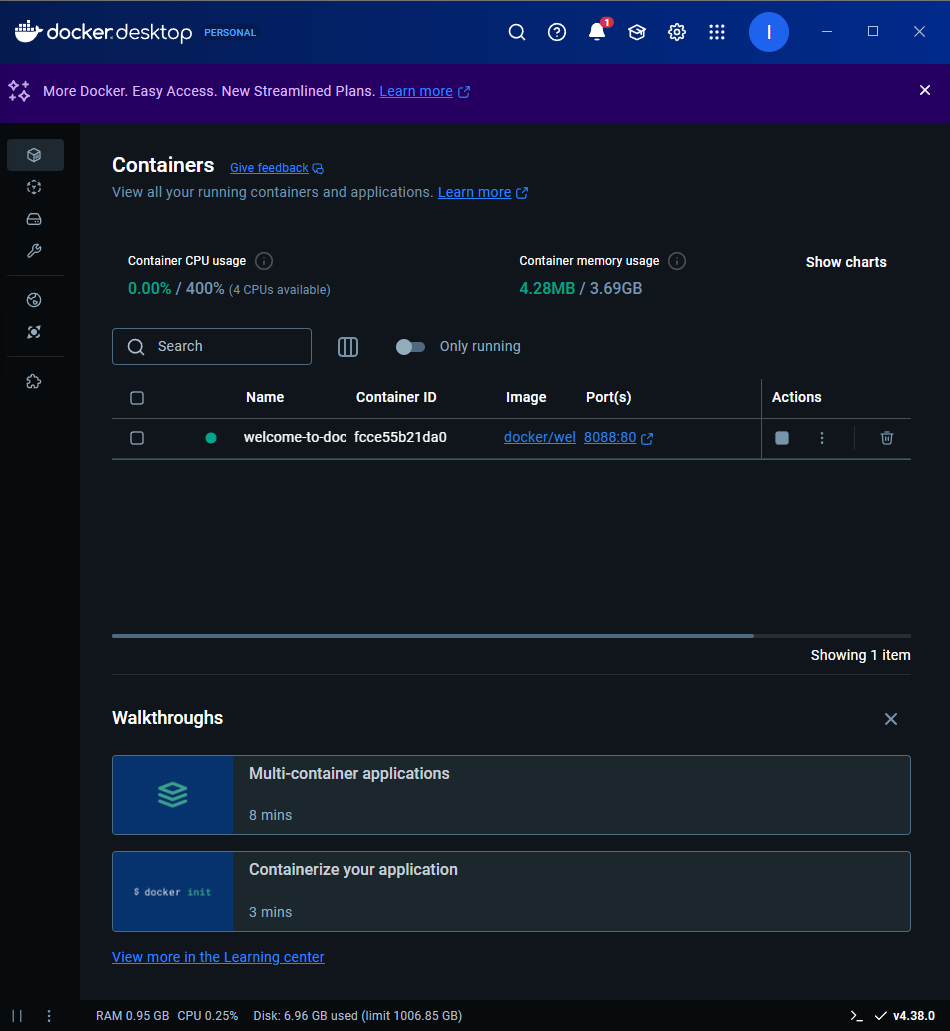 docker.desktop PERSONAL 1 I
More Docker. Easy Access. New Streamlined Plans. Learn more
Containers Give feedback
View all your running containers and applications. Learn more
Container CPU usage Container memory usage Show charts
0.00% / 400% (4 CPUs available) 4.28MB / 3.69GB
Search Only running
Name Container ID Image Port(s) Actions
welcome-to-doc fcce55b21da0 docker/wel 8088:80
Showing 1 item
Walkthroughs
Multi-container applications
8 mins
Containerize your application
$ docker init
3 mins
View more in the Learning center
RAM 0.95 GB CPU 0.25% Disk: 6.96 GB used (limit 1006.85 GB) v4.38.0